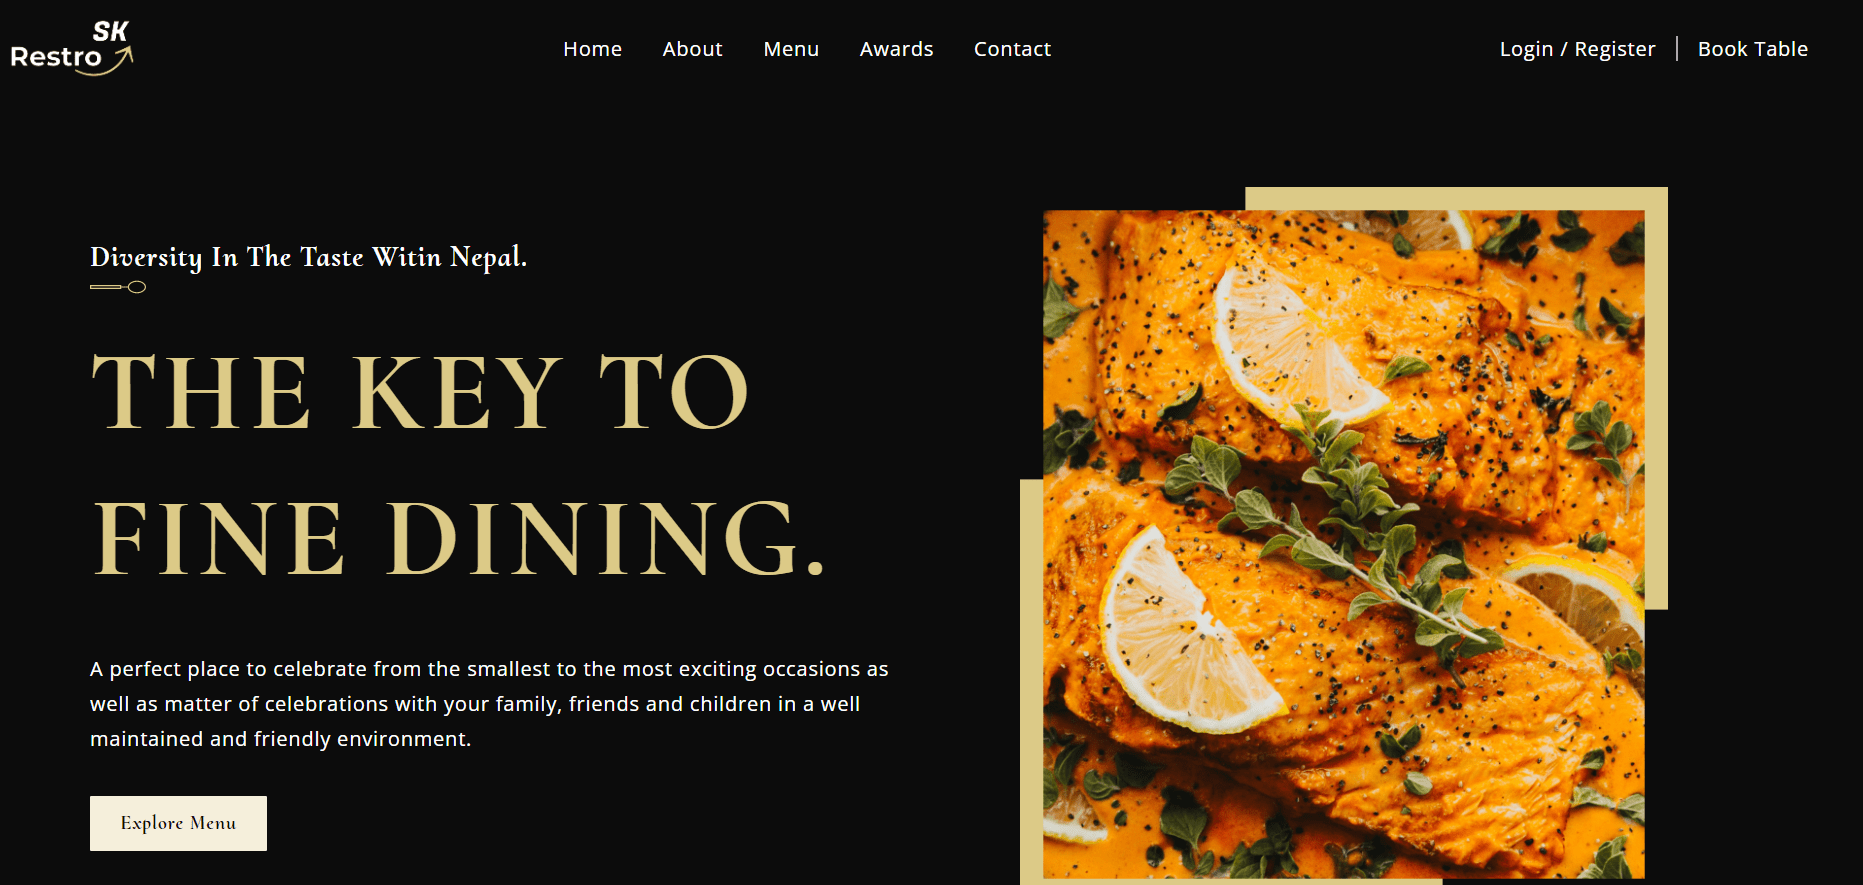 SK
Restro
Home About Menu Awards Contact
Login / Register | Book Table
Diversity In The Taste Witin Nepal.
THE KEY TO
FINE DINING.
A perfect place to celebrate from the smallest to the most exciting occasions as
well as matter of celebrations with your family, friends and children in a well
maintained and friendly environment.
Explore Menu